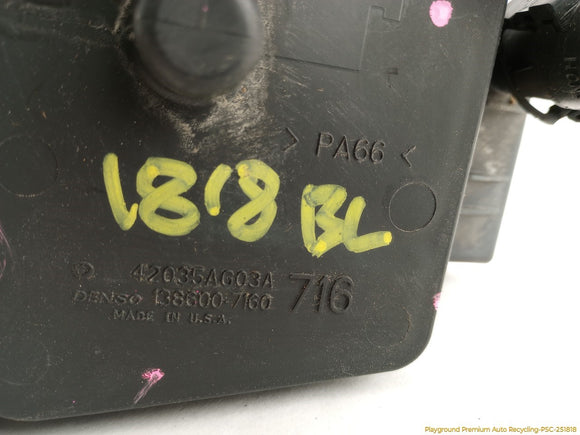 > PA66 <
1818 BL
42035AG03A
DENSO 138600-7160 716
MADE IN U.S.A.
Playground Premium Auto Recycling-PSC-251818